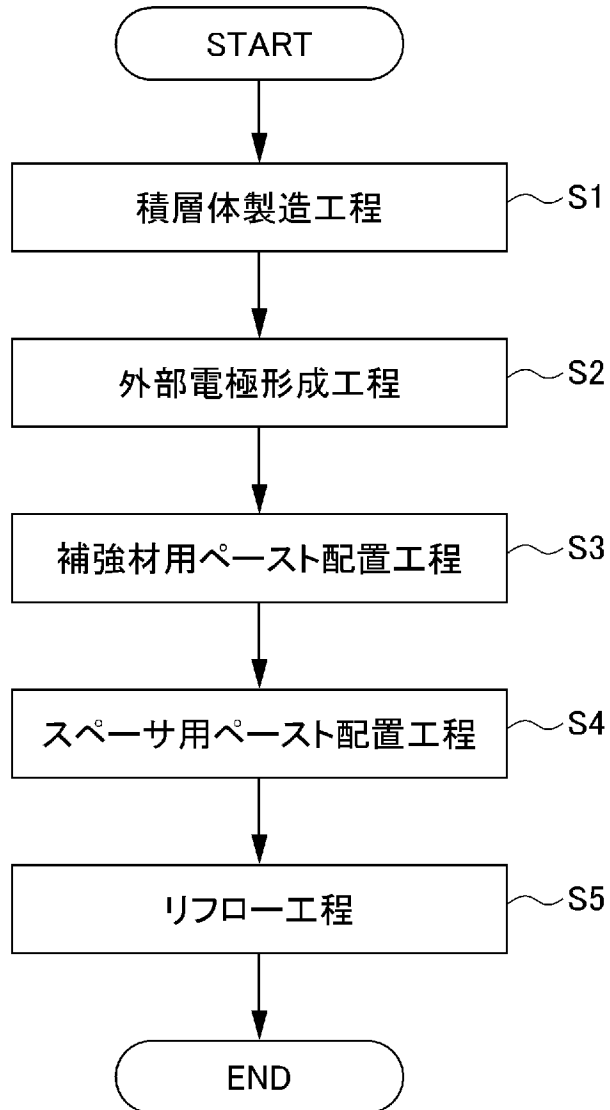 START
積層体製造工程
S1
外部電極形成工程
S2
補強材用ペースト配置工程
S3
スペーサ用ペースト配置工程
S4
リフロー工程
S5
END